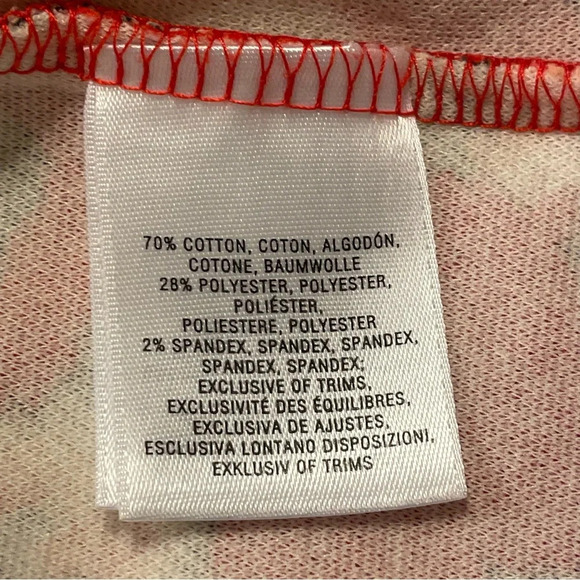 70% COTTON, COTON, ALGODÓN,
COTONE, BAUMWOLLE
28% POLYESTER, POLYESTER,
POLIÉSTER,
POLIESTERE, POLYESTER
2% SPANDEX, SPANDEX, SPANDEX,
SPANDEX, SPANDEX;
EXCLUSIVE OF TRIMS,
EXCLUSIVITÉ DES ÉQUILIBRES,
EXCLUSIVA DE AJUSTES,
ESCLUSIVA LONTANO DISPOSIZIONI,
EXKLUSIV OF TRIMS